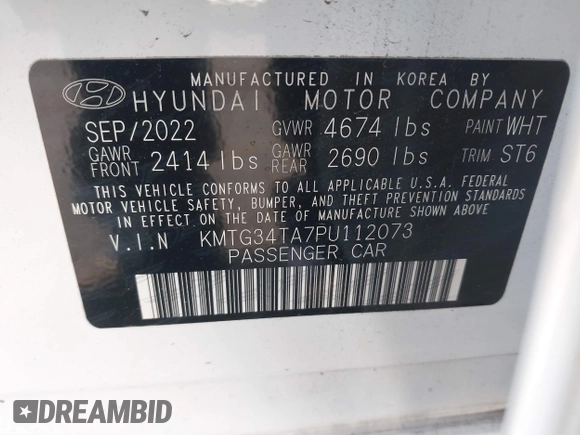 MANUFACTURED IN KOREA BY
HYUNDAI MOTOR COMPANY
SEP/2022 GVWR 4674 lbs PAINT WHT
GAWR FRONT 2414 lbs GAWR REAR 2690 lbs TRIM ST6
THIS VEHICLE CONFORMS TO ALL APPLICABLE U.S.A. FEDERAL
MOTOR VEHICLE SAFETY, BUMPER, AND THEFT PREVENTION STANDARDS
IN EFFECT ON THE DATE OF MANUFACTURE SHOWN ABOVE.
V.I.N KMTG34TA7PU112073
PASSENGER CAR
DREAMBID